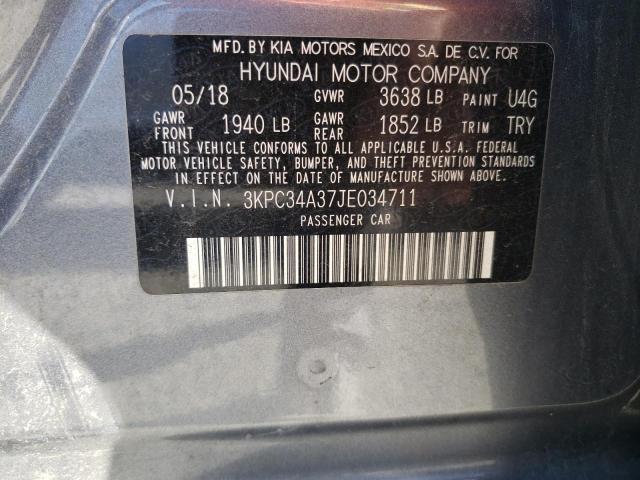 MFD. BY KIA MOTORS MEXICO S.A. DE C.V. FOR
HYUNDAI MOTOR COMPANY
05/18 GVWR 3638 LB PAINT U4G
GAWR FRONT 1940 LB GAWR REAR 1852 LB TRIM TRY
THIS VEHICLE CONFORMS TO ALL APPLICABLE U.S.A. FEDERAL
MOTOR VEHICLE SAFETY, BUMPER, AND THEFT PREVENTION STANDARDS
IN EFFECT ON THE DATE OF MANUFACTURE SHOWN ABOVE.
V.I.N. 3KPC34A37JE034711
PASSENGER CAR